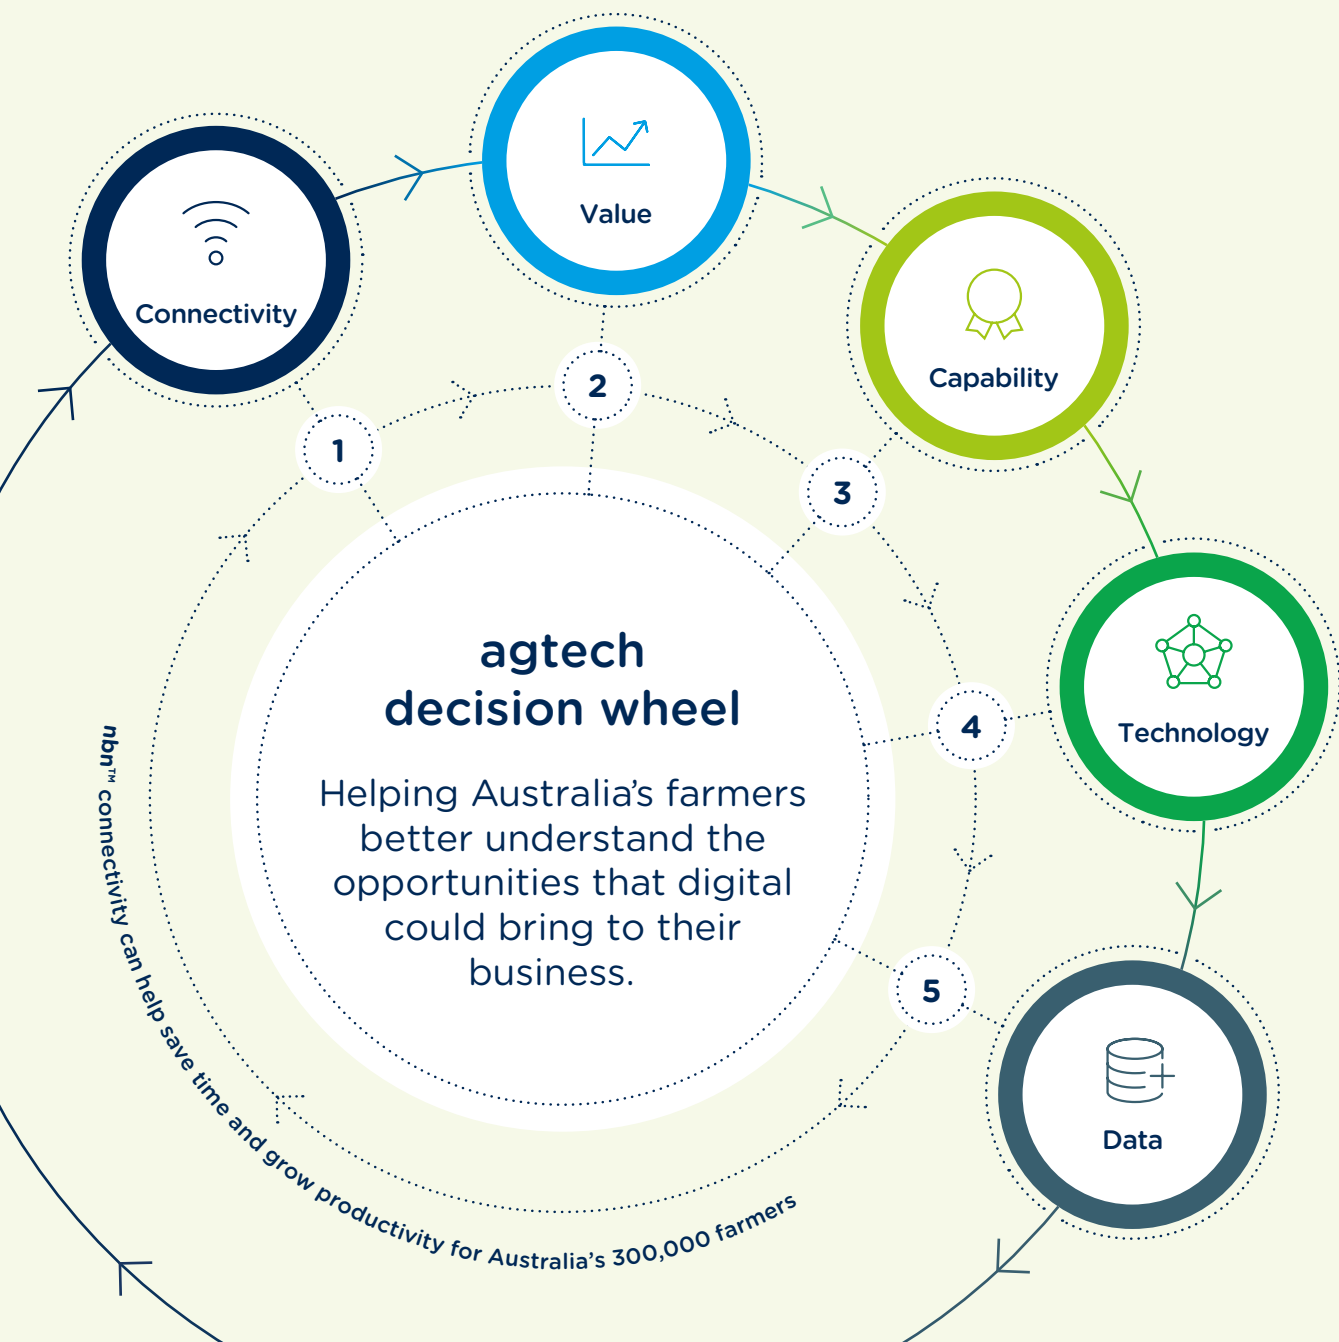 Value
Connectivity
Capability
2
1
3
agtech
decision wheel
4
Technology
Helping Australia’s farmers
better understand the
opportunities that digital
could bring to their
business.
5
Data
nbn™ connectivity can help save time and grow productivity for Australia’s 300,000 farmers